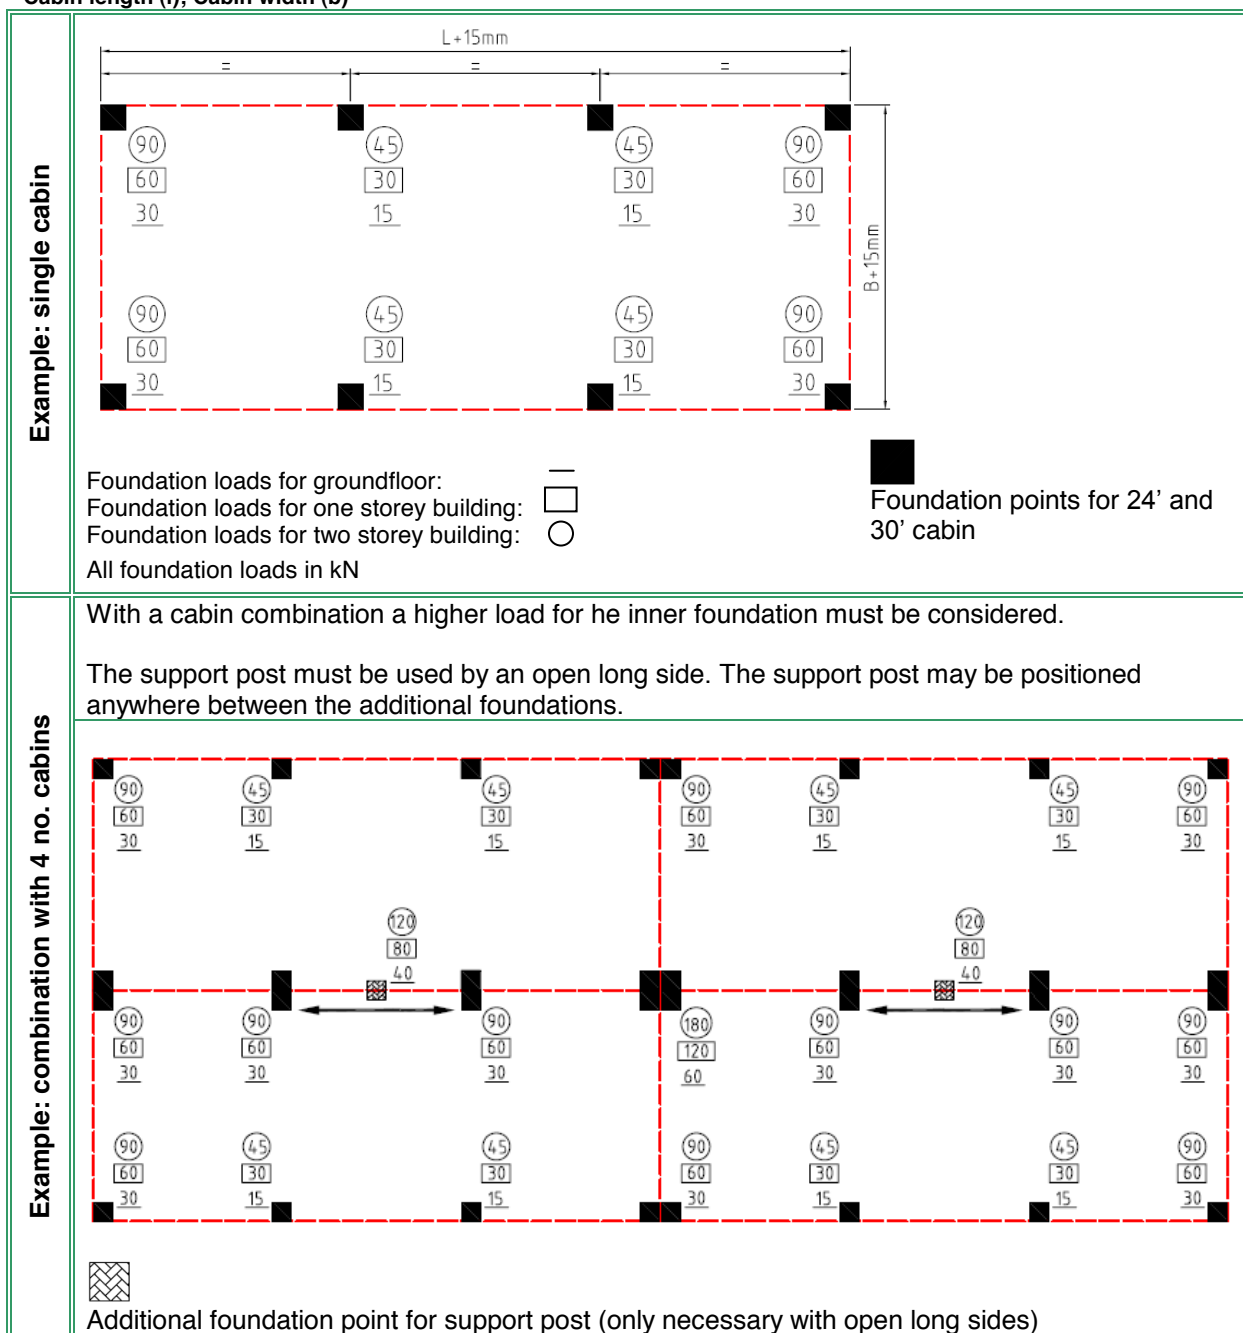 Cabin length (l), Cabin width (b)
Example: single cabin
L+15mm
= = =
90 45 45 90
60 30 30 60
30 15 15 30
B+15mm
90 45 45 90
60 30 30 60
30 15 15 30
Foundation loads for groundfloor:
Foundation loads for one storey building:
Foundation loads for two storey building:
All foundation loads in kN
Foundation points for 24’ and
30’ cabin
Example: combination with 4 no. cabins
With a cabin combination a higher load for he inner foundation must be considered.
The support post must be used by an open long side. The support post may be positioned
anywhere between the additional foundations.
90 45 45 90 45 45 90
60 30 30 60 30 30 60
30 15 15 30 15 15 30
120 120
80 80
40 40
90 90 90 180 90 90 90
60 60 60 120 60 60 60
30 30 30 60 30 30 30
90 45 45 90 45 45 90
60 30 30 60 30 30 60
30 15 15 30 15 15 30
Additional foundation point for support post (only necessary with open long sides)